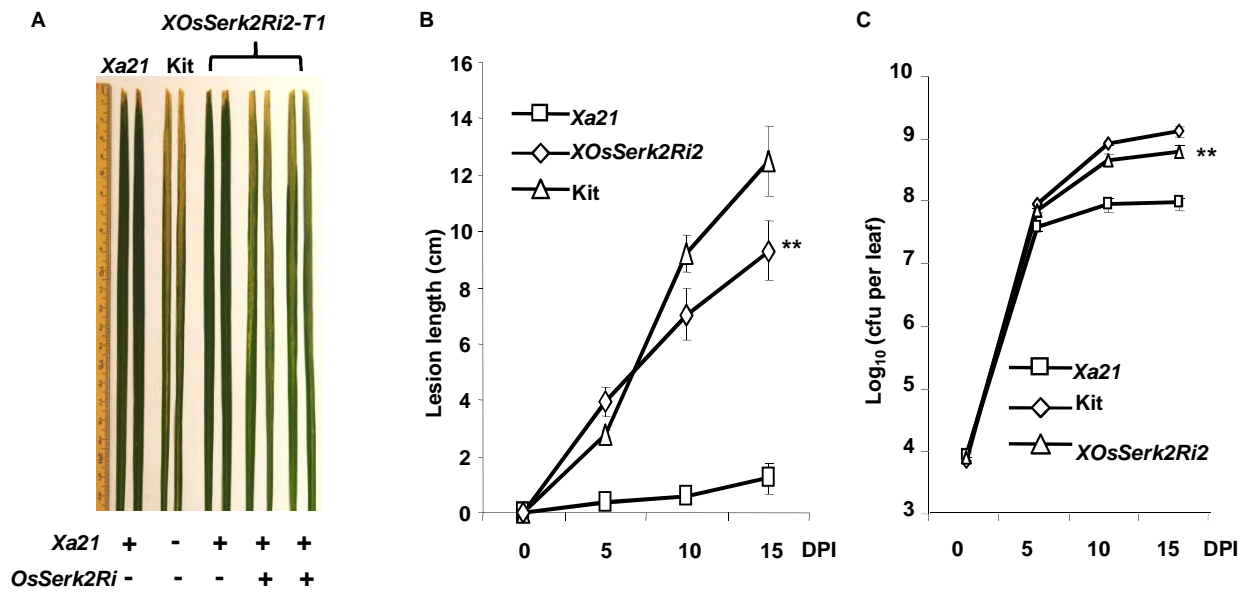 A
XOsSerk2Ri2-T1
Xa21 Kit
Xa21 + - + + +
OsSerk2Ri - - - + +
B
16
14
12
10
8
6
4
2
0
Lesion length (cm)
Xa21
XOsSerk2Ri2
Kit
**
0 5 10 15 DPI
C
10
9
8
7
6
5
4
3
Log10 (cfu per leaf)
**
Xa21
Kit
XOsSerk2Ri2
0 5 10 15 DPI